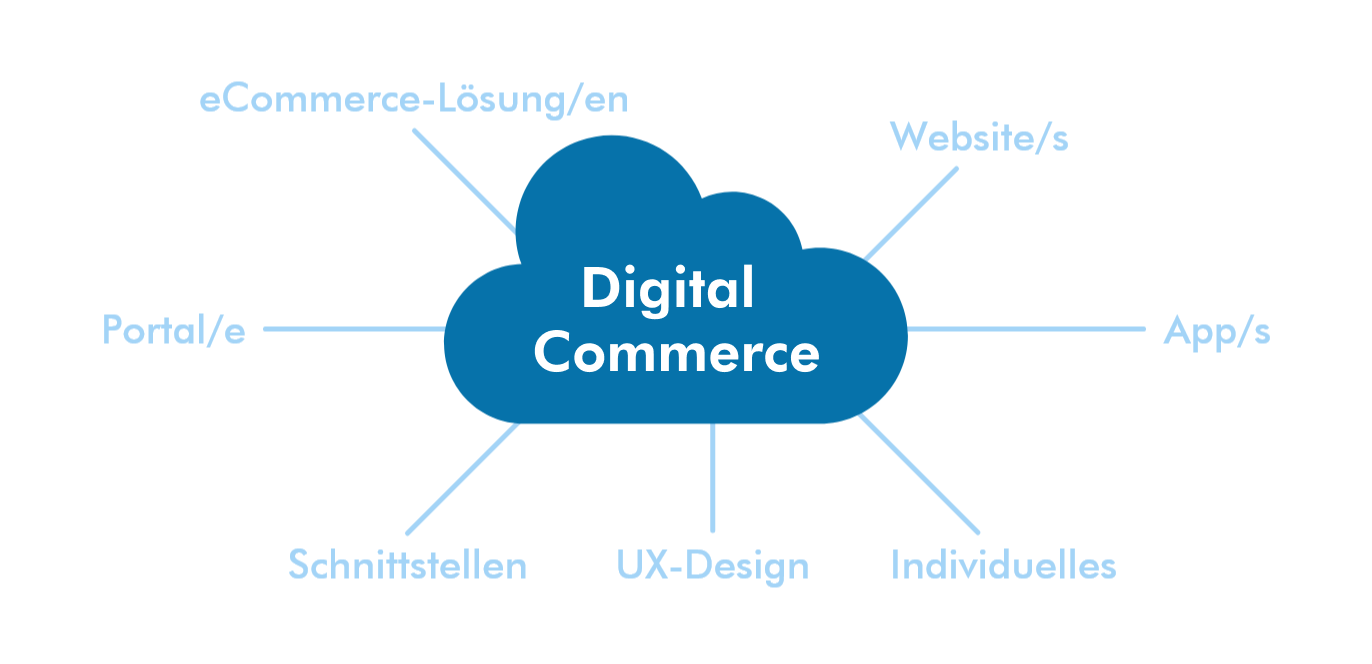 eCommerce-Lösung/en
Website/s
Digital
Commerce
Portal/e
App/s
Schnittstellen
UX-Design
Individuelles